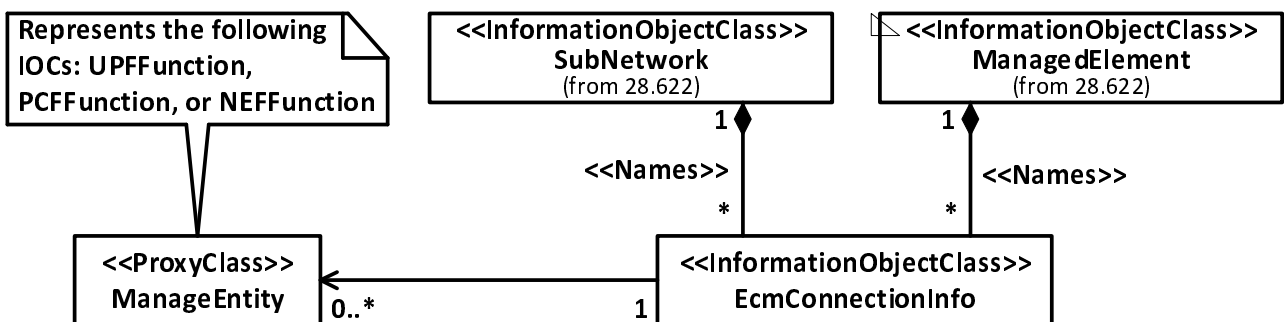 Represents the following
IOCs: UPFFunction,
PCFFunction, or NEFFunction
<<InformationObjectClass>>
SubNetwork
(from 28.622)
<<InformationObjectClass>>
ManagedElement
(from 28.622)
1
1
<<Names>>
<<Names>>
*
*
<<ProxyClass>>
ManageEntity
0..*
1
<<InformationObjectClass>>
EcmConnectionInfo